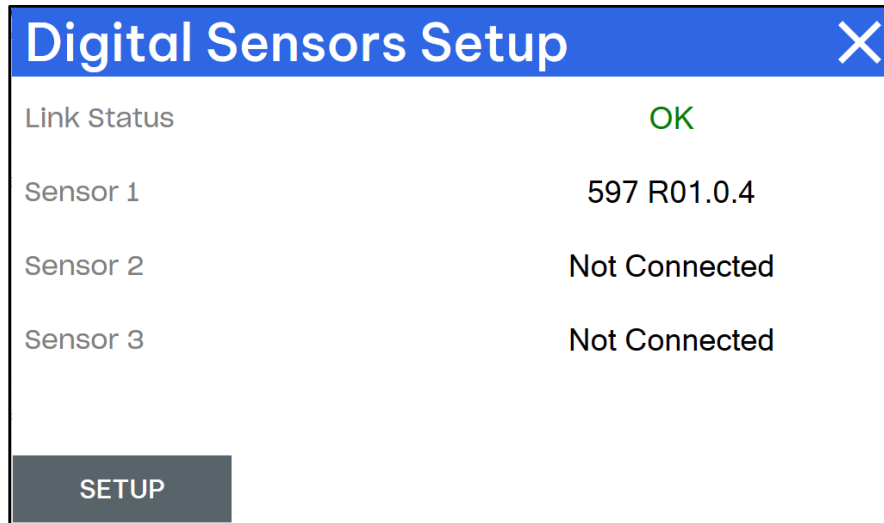 Digital Sensors Setup
Link Status OK
Sensor 1 597 R01.0.4
Sensor 2 Not Connected
Sensor 3 Not Connected
SETUP